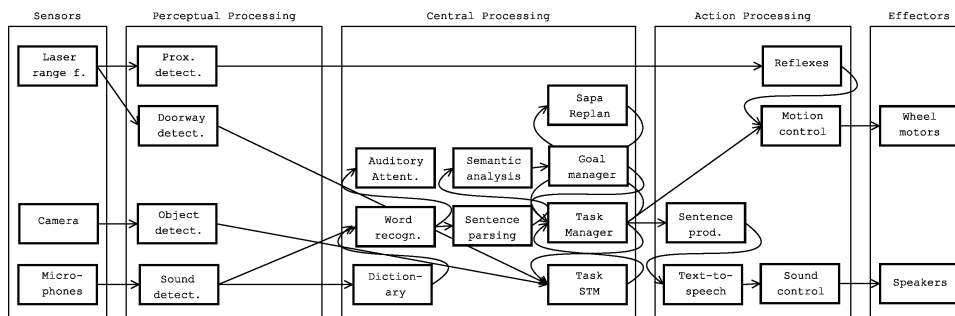 Sensors
Perceptual Processing
Central Processing
Action Processing
Effectors
Laser
range f.
Prox.
detect.
Reflexes
Doorway
detect.
Sapa
Replan
Motion
control
Wheel
motors
Auditory
Attent.
Semantic
analysis
Goal
manager
Camera
Object
detect.
Word
recogn.
Sentence
parsing
Task
Manager
Sentence
prod.
Micro-
phones
Sound
detect.
Diction-
ary
Task
STM
Text-to-
speech
Sound
control
Speakers